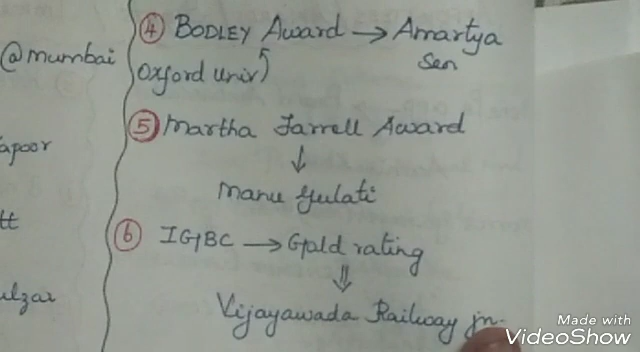 ④ BODLEY Award → Amartya
Sen
@mumbai
Oxford univ)
⑤ Martha Farrell Award
↓
apoor
Manu Gulati
tt
⑥ IGBC → Gold rating
⇓
ulzar
Vijayawada Railway jn.
Made with
VideoShow